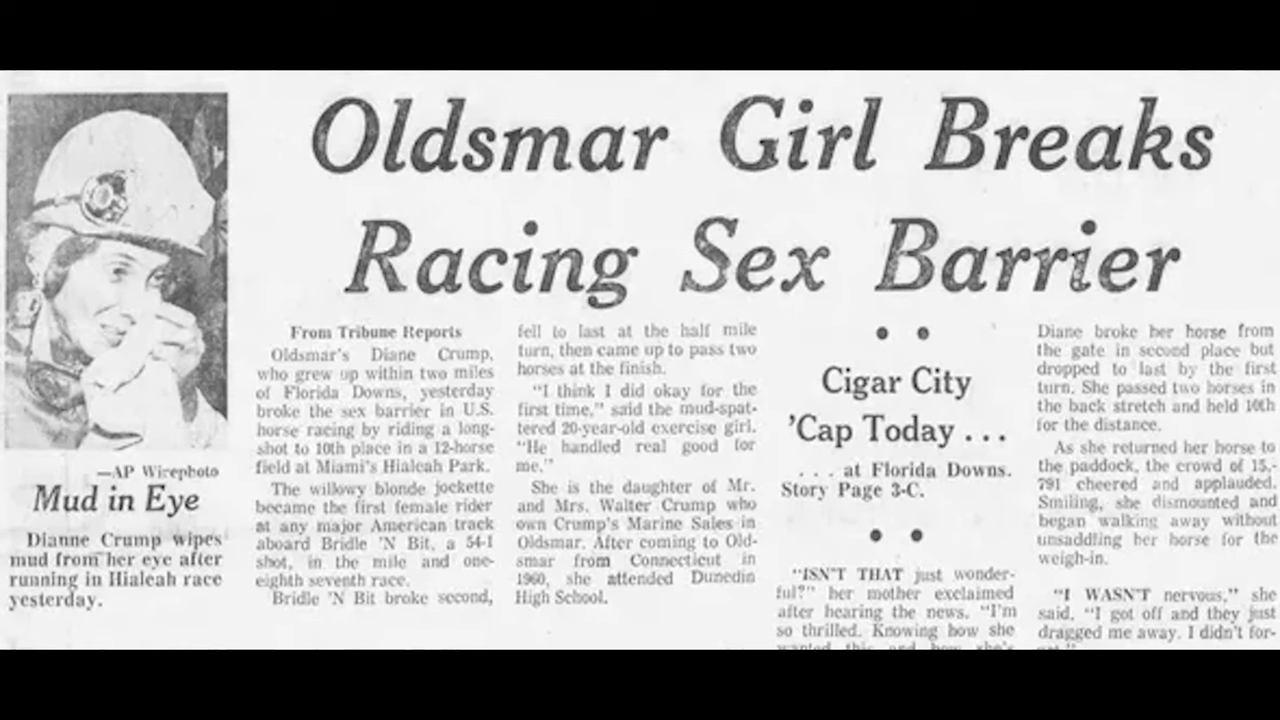 Oldsmar Girl Breaks
Racing Sex Barrier
—AP Wirephoto
Mud in Eye
Dianne Crump wipes
mud from her eye after
running in Hialeah race
yesterday.
From Tribune Reports
Oldsmar's Diane Crump,
who grew up within two miles
of Florida Downs, yesterday
broke the sex barrier in U.S.
horse racing by riding a long-
shot to 10th place in a 12-horse
field at Miami's Hialeah Park.
The willowy blonde jockette
became the first female rider
at any major American track
aboard Bridle 'N Bit, a 54-1
shot, in the mile and one-
eighth seventh race.
Bridle 'N Bit broke second,
fell to last at the half mile
turn, then came up to pass two
horses at the finish.
"I think I did okay for the
first time," said the mud-spat-
tered 20-year-old exercise girl.
"He handled real good for
me."
She is the daughter of Mr.
and Mrs. Walter Crump who
own Crump's Marine Sales in
Oldsmar. After coming to Old-
smar from Connecticut in
1960, she attended Dunedin
High School.
Cigar City
'Cap Today . . .
. . . at Florida Downs.
Story Page 3-C.
"ISN'T THAT just wonder-
ful?" her mother exclaimed
after hearing the news. "I'm
so thrilled. Knowing how she
wanted this and how she's
Diane broke her horse from
the gate in second place but
dropped to last by the first
turn. She passed two horses in
the back stretch and held 10th
for the distance.
As she returned her horse to
the paddock, the crowd of 15,-
791 cheered and applauded.
Smiling, she dismounted and
began walking away without
unsaddling her horse for the
weigh-in.
"I WASN'T nervous," she
said. "I got off and they just
dragged me away. I didn't for-